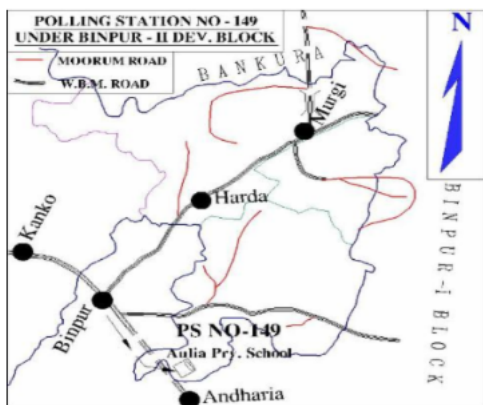 POLLING STATION NO - 149
UNDER BINPUR - II DEV. BLOCK
MOORUM ROAD
W.B.M. ROAD
N
BANKURA
Murgi
Harda
Kanko
BINPUR-I BLOCK
Binpur
PS NO-149
Aulia Pry. School
Andharia